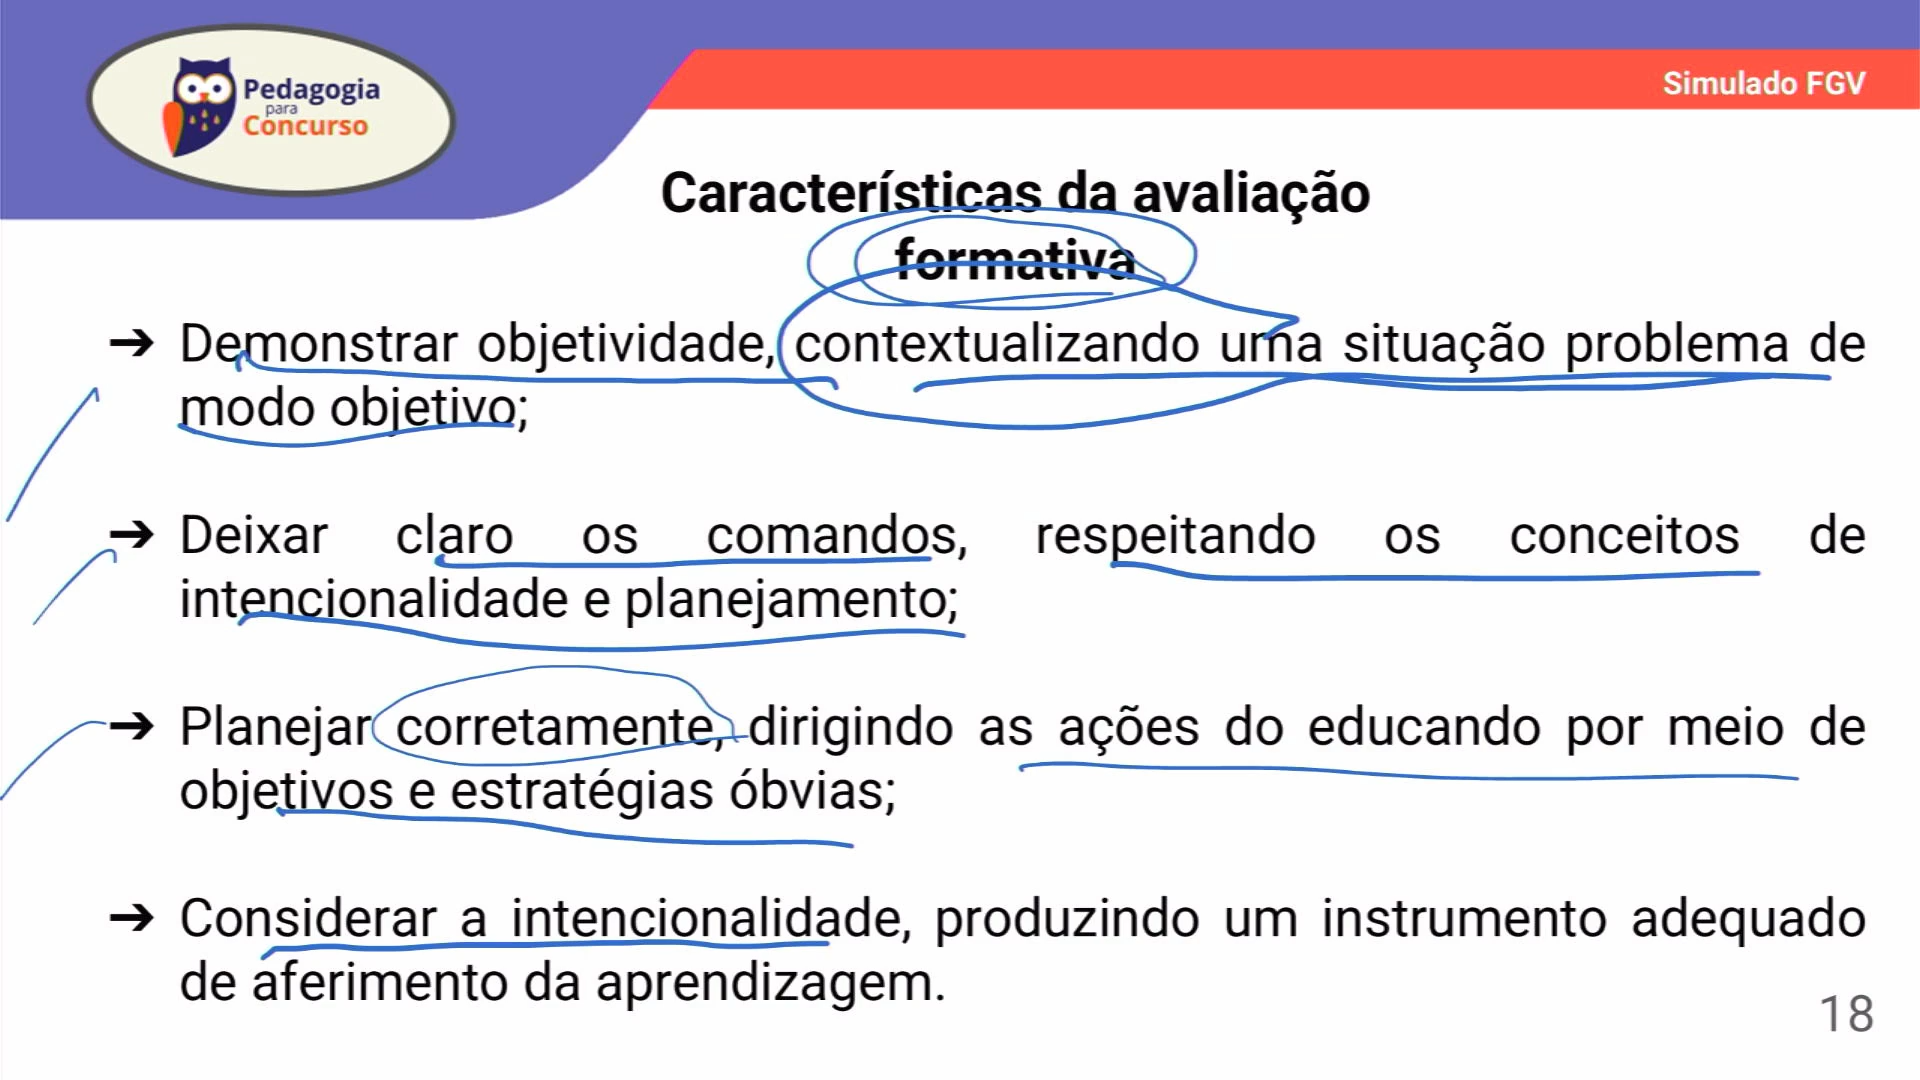 Pedagogia
para
Concurso
Simulado FGV
Características da avaliação
formativa
➔ Demonstrar objetividade, contextualizando uma situação problema de
modo objetivo;
➔ Deixar claro os comandos, respeitando os conceitos de
intencionalidade e planejamento;
➔ Planejar corretamente, dirigindo as ações do educando por meio de
objetivos e estratégias óbvias;
➔ Considerar a intencionalidade, produzindo um instrumento adequado
de aferimento da aprendizagem.
18